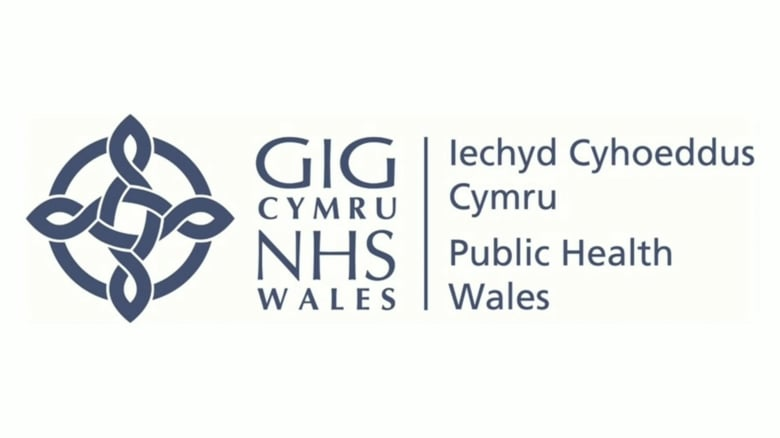 GIG
CYMRU
NHS
WALES
Iechyd Cyhoeddus
Cymru
Public Health
Wales